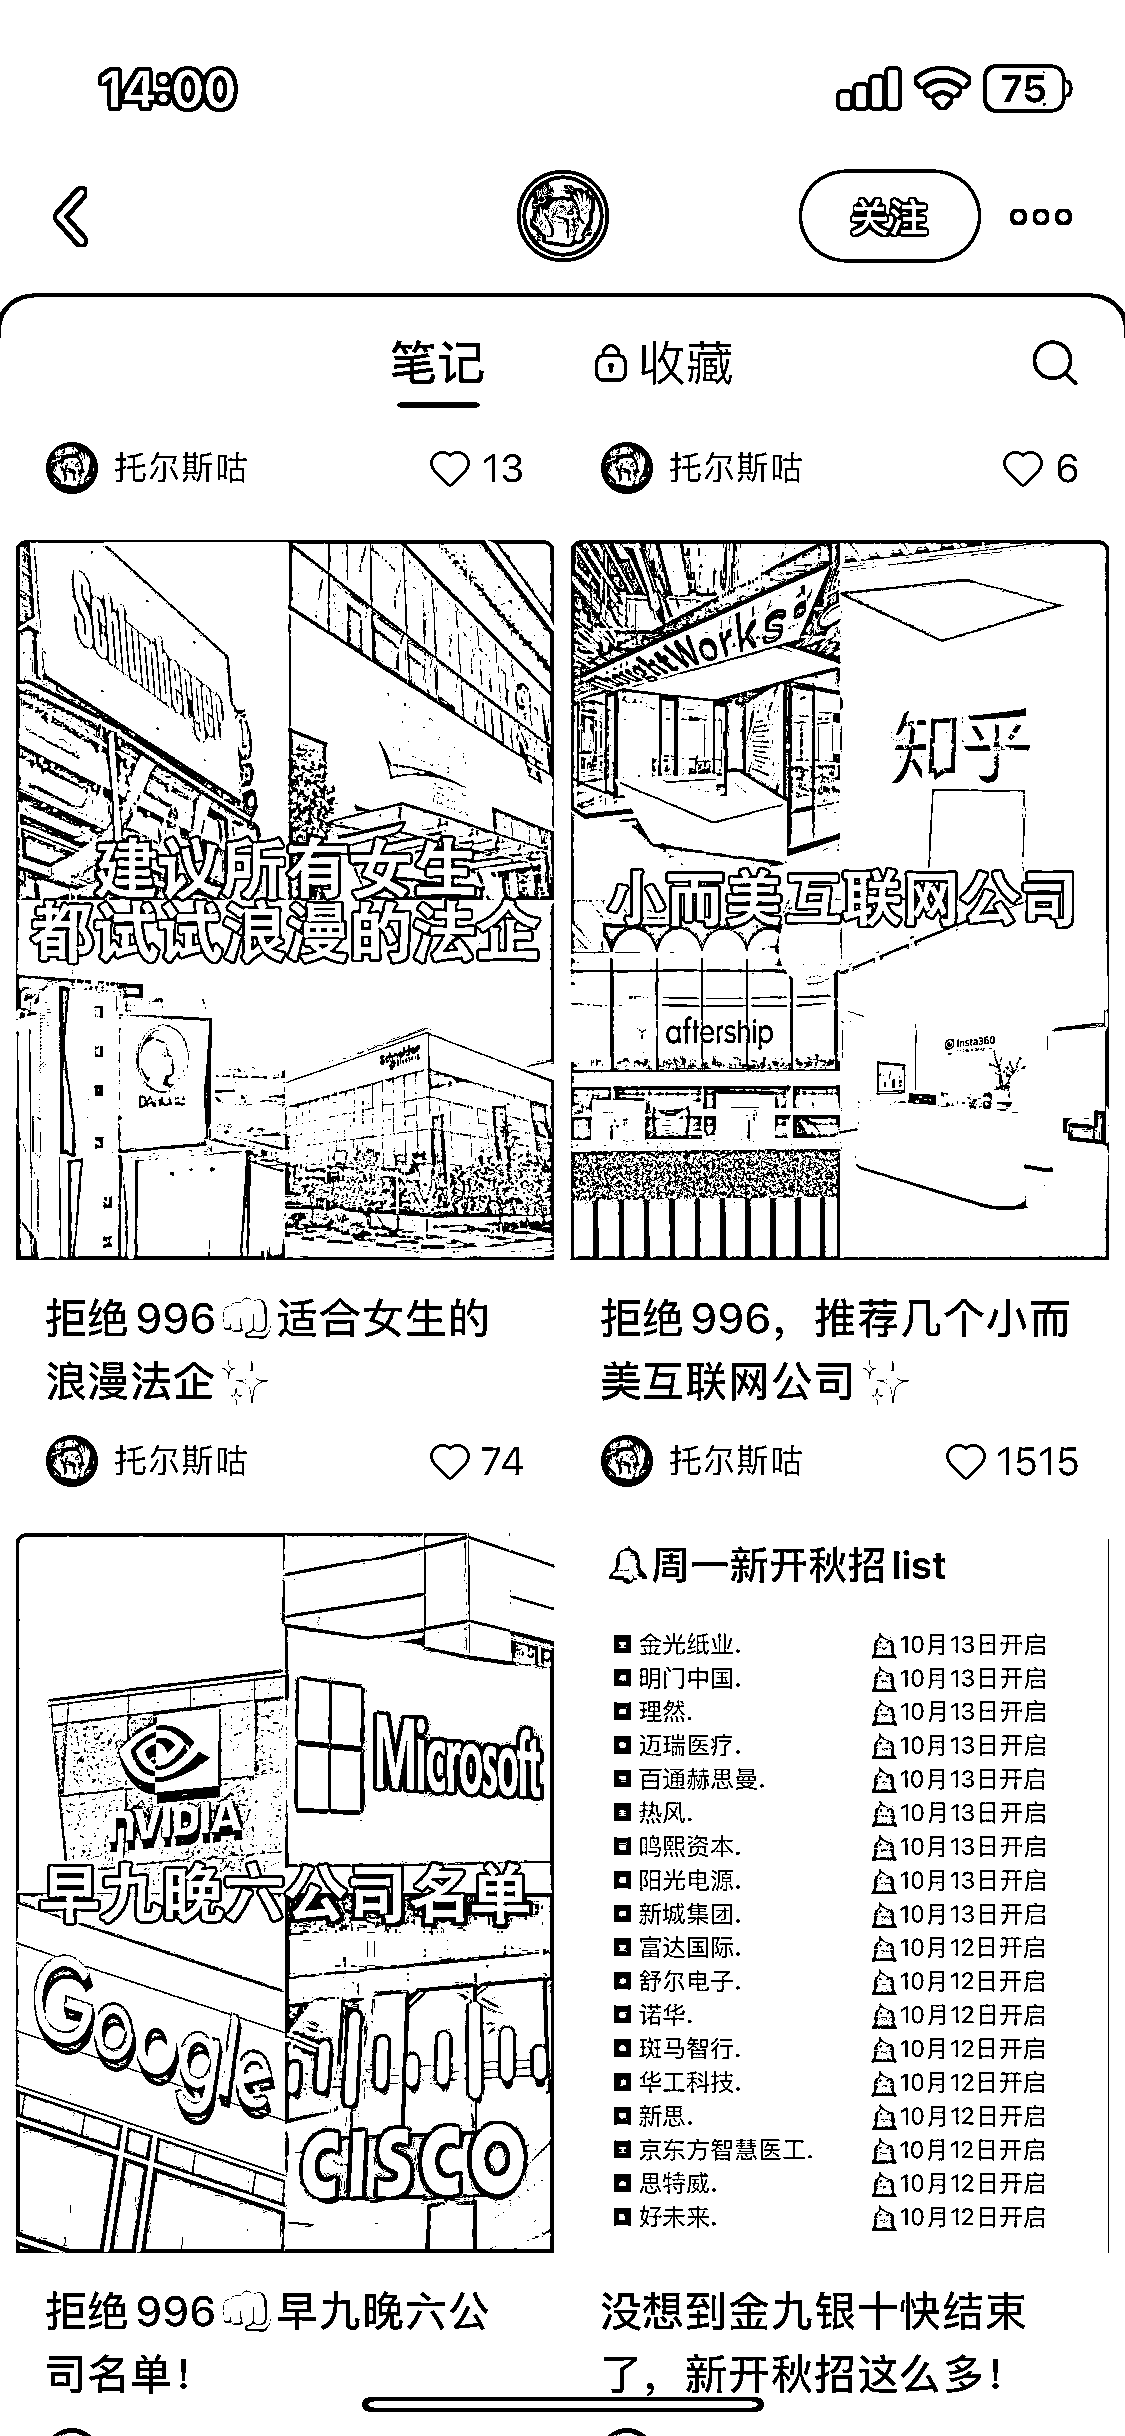 14:00
75
关注
笔记
收藏
托尔斯咕
13
托尔斯咕
6
Schlumberger
建议所有女生
都试试浪漫的法企
DANONE
Schneider
Electric
拒绝996👊适合女生的
浪漫法企✨
托尔斯咕
74
ThoughtWorks
知乎
小而美互联网公司
aftership
Insta360
拒绝996，推荐几个小而
美互联网公司✨
托尔斯咕
1515
NVIDIA
Microsoft
早九晚六公司名单
Google
CISCO
拒绝996👊早九晚六公
司名单！
🔔周一新开秋招list
金光纸业. 10月13日开启
明门中国. 10月13日开启
理然. 10月13日开启
迈瑞医疗. 10月13日开启
百通赫思曼. 10月13日开启
热风. 10月13日开启
鸣熙资本. 10月13日开启
阳光电源. 10月13日开启
新城集团. 10月13日开启
富达国际. 10月12日开启
舒尔电子. 10月12日开启
诺华. 10月12日开启
斑马智行. 10月12日开启
华工科技. 10月12日开启
新思. 10月12日开启
京东方智慧医工. 10月12日开启
思特威. 10月12日开启
好未来. 10月12日开启
没想到金九银十快结束
了，新开秋招这么多！